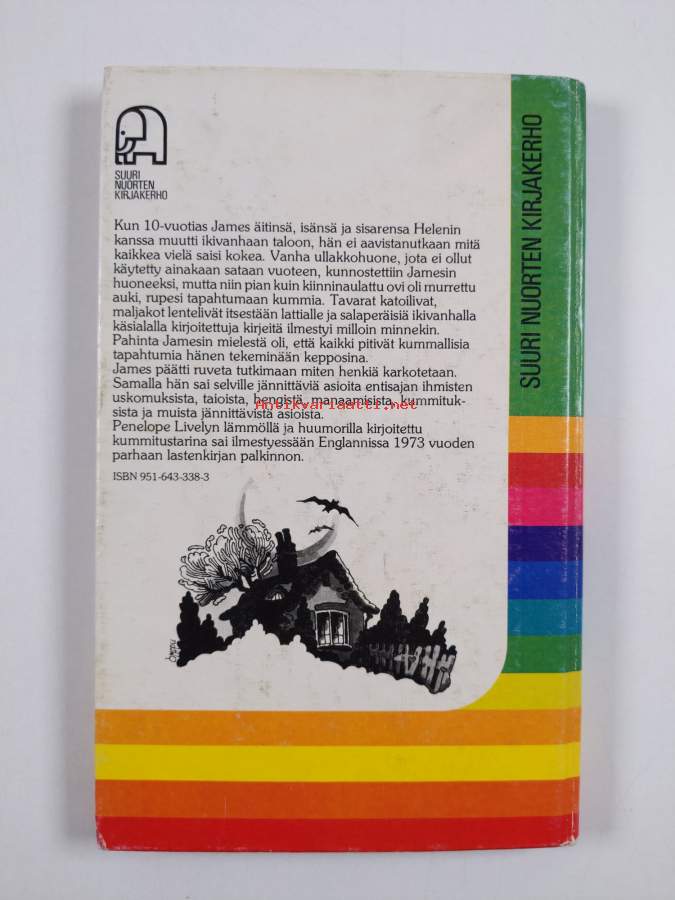 SUURI
NUORTEN
KIRJAKERHO
Kun 10-vuotias James äitinsä, isänsä ja sisarensa Helenin
kanssa muutti ikivanhaan taloon, hän ei aavistanutkaan mitä
kaikkea vielä saisi kokea. Vanha ullakkohuone, jota ei ollut
käytetty ainakaan sataan vuoteen, kunnostettiin Jamesin
huoneeksi, mutta niin pian kuin kiinninaulattu ovi oli murrettu
auki, rupesi tapahtumaan kummia. Tavarat katoilivat,
maljakot lentelivät itsestään lattialle ja salaperäisiä ikivanhalla
käsialalla kirjoitettuja kirjeitä ilmestyi milloin minnekin.
Pahinta Jamesin mielestä oli, että kaikki pitivät kummallisia
tapahtumia hänen tekeminään kepposina.
James päätti ruveta tutkimaan miten henkiä karkotetaan.
Samalla hän sai selville jännittäviä asioita entisajan ihmisten
uskomuksista, taioista, hengistä, manaamisista, kummituk-
sista ja muista jännittävistä asioista.
Antikvariaatti.net
Penelope Livelyn lämmöllä ja huumorilla kirjoitettu
kummitustarina sai ilmestyessään Englannissa 1973 vuoden
parhaan lastenkirjan palkinnon.
ISBN 951-643-338-3
SUURI NUORTEN KIRJAKERHO